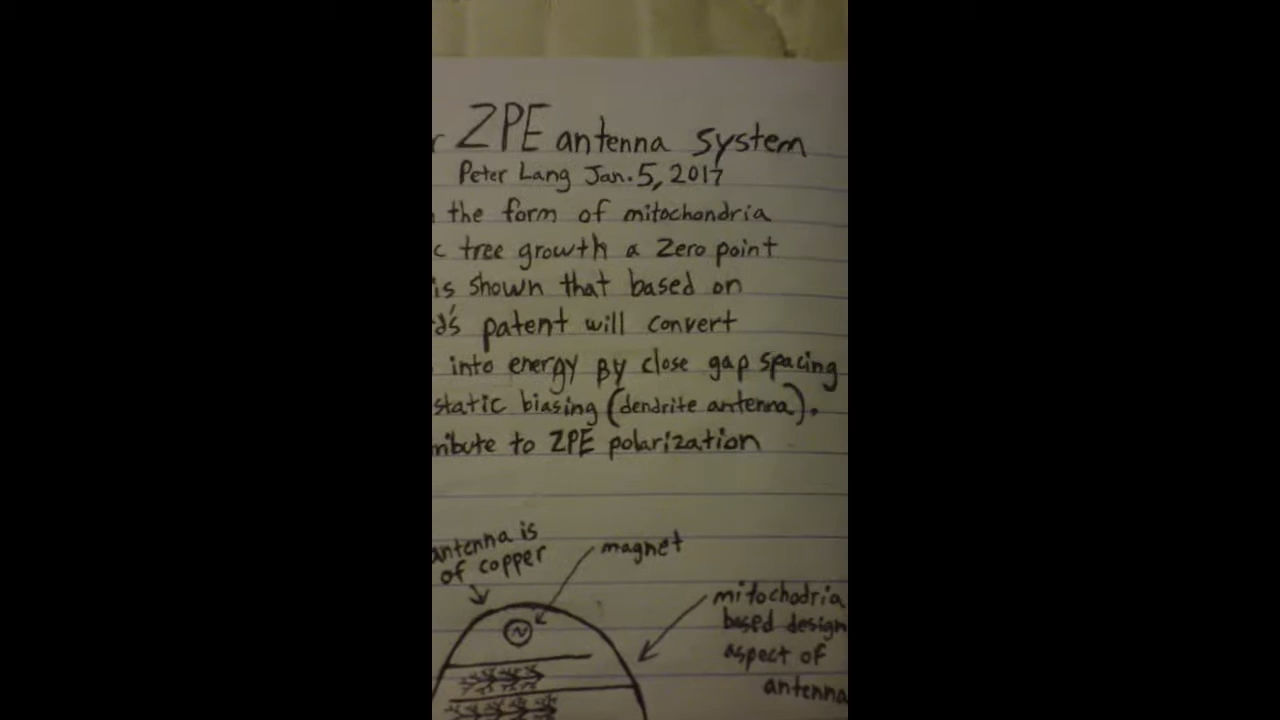 r ZPE antenna system
Peter Lang Jan. 5, 2017
the form of mitochondria
c tree growth a Zero point
is shown that based on
d's patent will convert
into energy by close gap spacing
static biasing (dendrite antenna).
ribute to ZPE polarization
antenna is
of copper
magnet
mitochodria
based design
aspect of
antenna
N